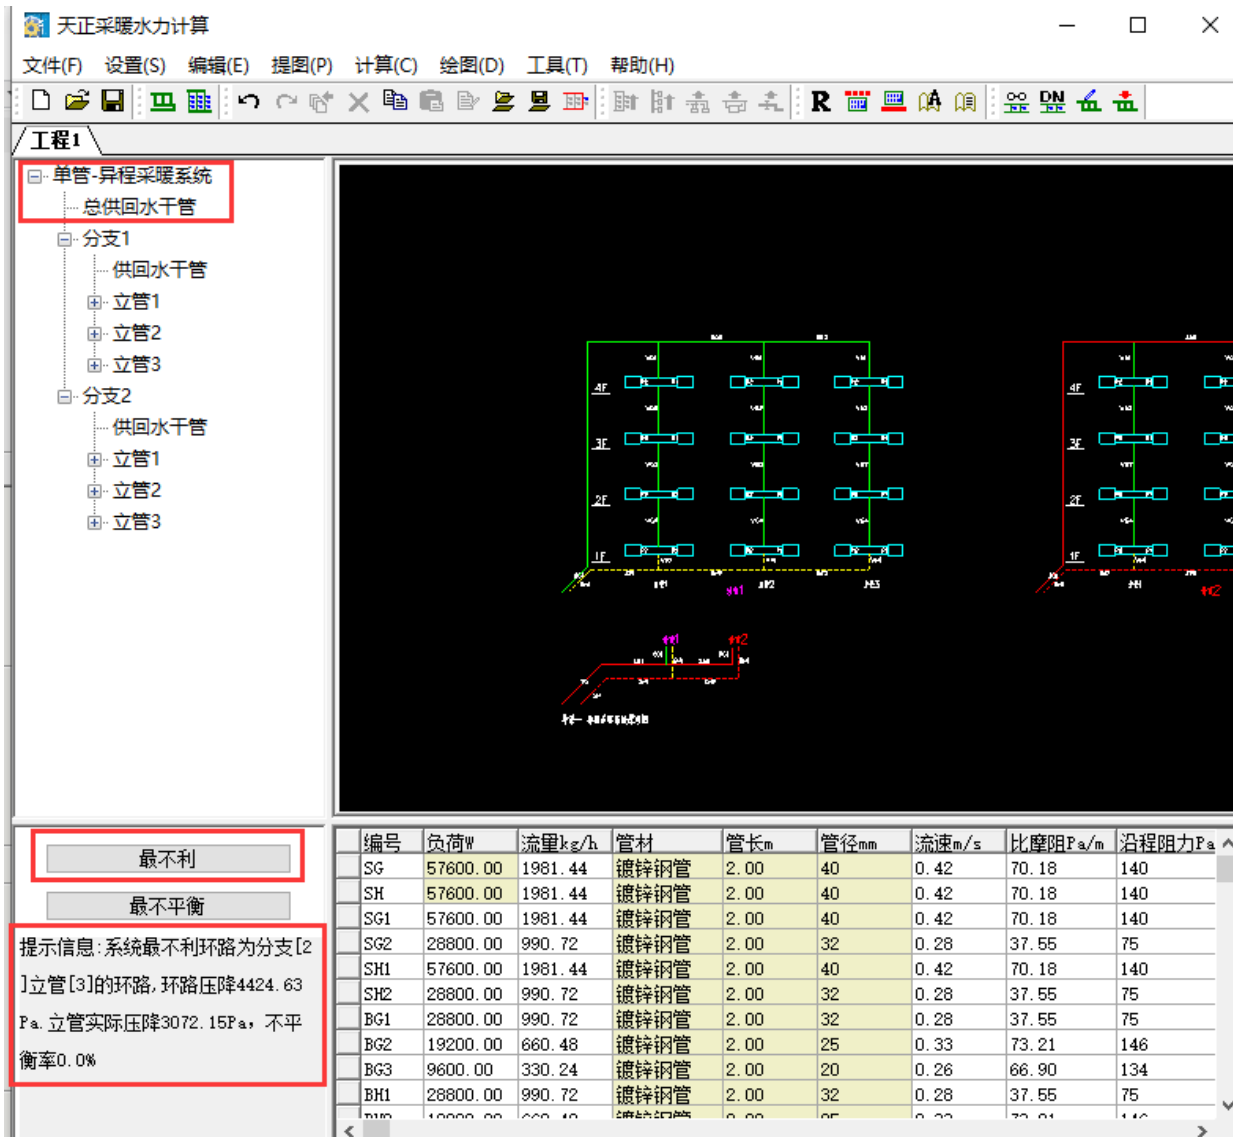 天正采暖水力计算
文件(F) 设置(S) 编辑(E) 提图(P) 计算(C) 绘图(D) 工具(T) 帮助(H)
R DN
工程1
单管-异程采暖系统
总供回水干管
分支1
供回水干管
立管1
立管2
立管3
分支2
供回水干管
立管1
立管2
立管3
4F
3F
2F
1F
4F
3F
2F
1F
最不利
最不平衡
提示信息:系统最不利环路为分支[2
]立管[3]的环路,环路压降4424.63
Pa.立管实际压降3072.15Pa，不平
衡率0.0%
编号 负荷W 流量kg/h 管材 管长m 管径mm 流速m/s 比摩阻Pa/m 沿程阻力Pa
SG 57600.00 1981.44 镀锌钢管 2.00 40 0.42 70.18 140
SH 57600.00 1981.44 镀锌钢管 2.00 40 0.42 70.18 140
SG1 57600.00 1981.44 镀锌钢管 2.00 40 0.42 70.18 140
SG2 28800.00 990.72 镀锌钢管 2.00 32 0.28 37.55 75
SH1 57600.00 1981.44 镀锌钢管 2.00 40 0.42 70.18 140
SH2 28800.00 990.72 镀锌钢管 2.00 32 0.28 37.55 75
BG1 28800.00 990.72 镀锌钢管 2.00 32 0.28 37.55 75
BG2 19200.00 660.48 镀锌钢管 2.00 25 0.33 73.21 146
BG3 9600.00 330.24 镀锌钢管 2.00 20 0.26 66.90 134
BH1 28800.00 990.72 镀锌钢管 2.00 32 0.28 37.55 75